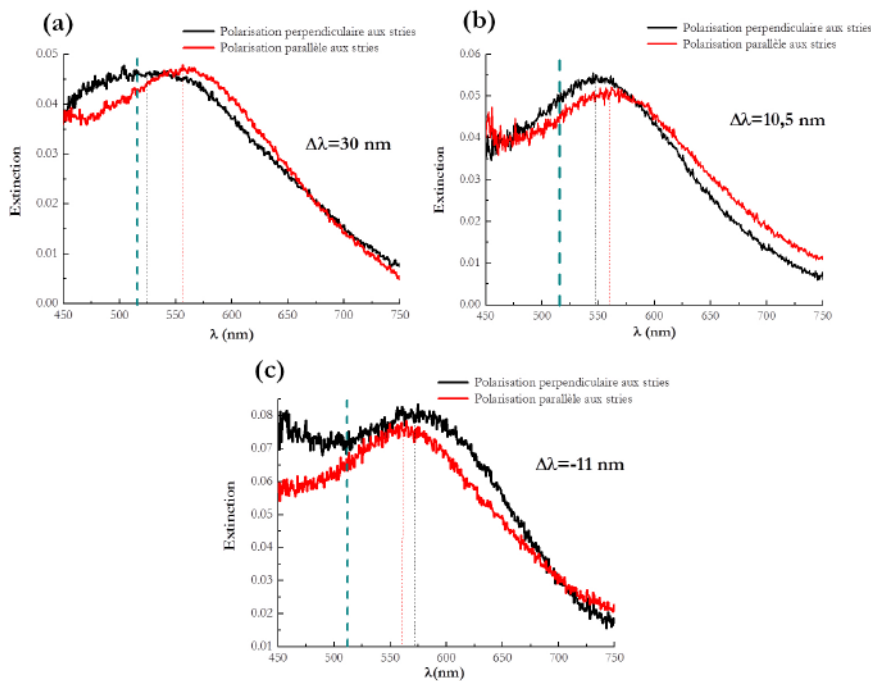 (a)
Polarisation perpendiculaire aux stries
Polarisation parallèle aux stries
0.05
0.04
0.03
0.02
0.01
0.00
Extinction
Δλ=30 nm
450 500 550 600 650 700 750
λ (nm)
(b)
Polarisation perpendiculaire aux stries
Polarisation parallèle aux stries
0.06
0.05
0.04
0.03
0.02
0.01
0.00
Extinction
Δλ=10,5 nm
450 500 550 600 650 700 750
λ (nm)
(c)
Polarisation perpendiculaire aux stries
Polarisation parallèle aux stries
0.08
0.07
0.06
0.05
0.04
0.03
0.02
0.01
Extinction
Δλ=-11 nm
450 500 550 600 650 700 750
λ(nm)